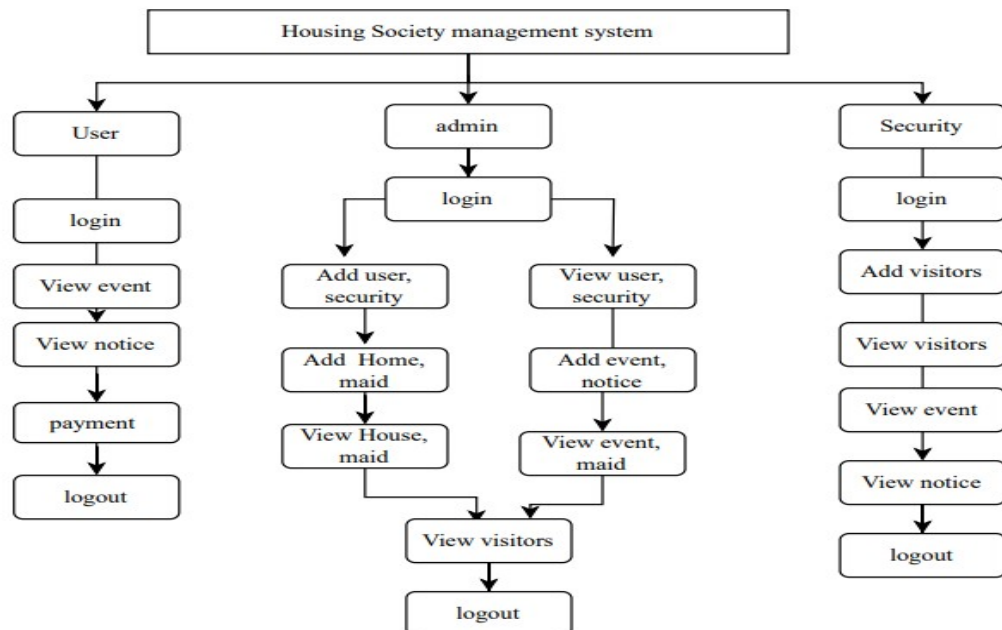 Housing Society management system
User
admin
Security
login
login
login
View event
View notice
payment
logout
Add user,
security
Add Home,
maid
View House,
maid
View user,
security
Add event,
notice
View event,
maid
View visitors
logout
Add visitors
View visitors
View event
View notice
logout